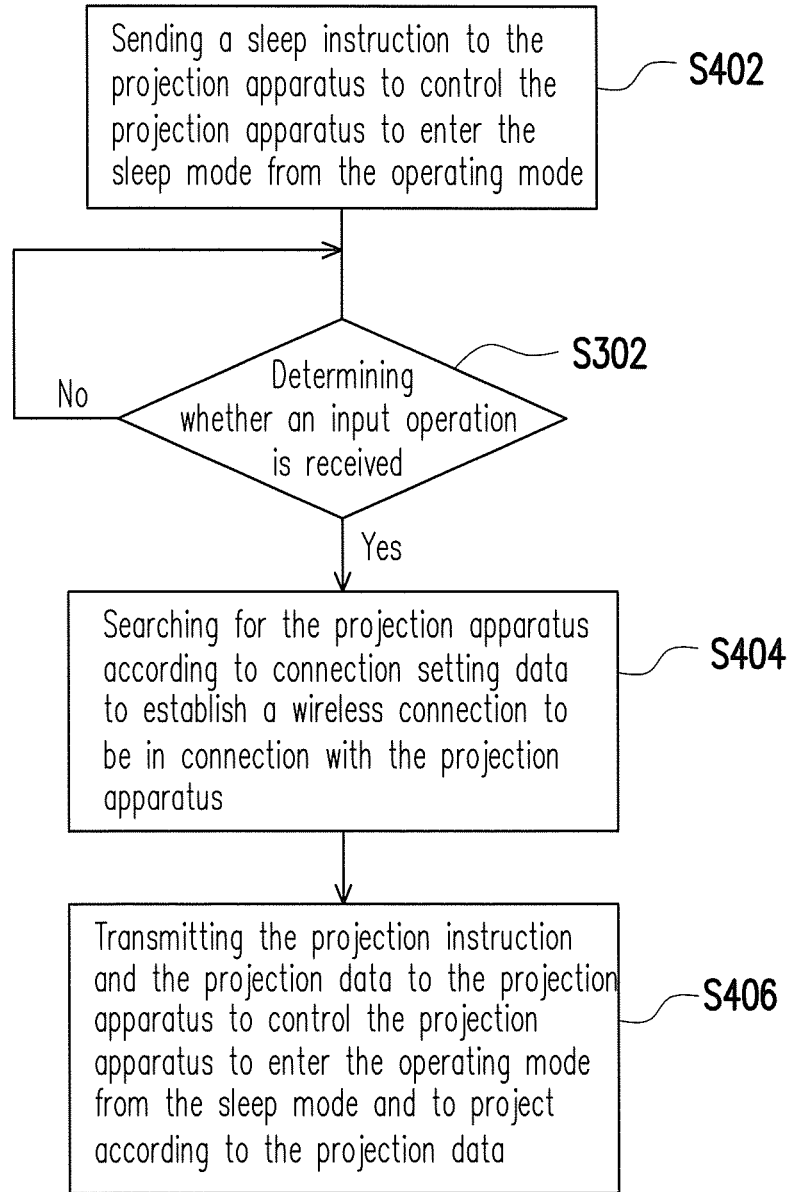 Sending a sleep instruction to the
projection apparatus to control the
projection apparatus to enter the
sleep mode from the operating mode
S402
Determining
whether an input operation
is received
S302
No
Yes
Searching for the projection apparatus
according to connection setting data
to establish a wireless connection to
be in connection with the projection
apparatus
S404
Transmitting the projection instruction
and the projection data to the projection
apparatus to control the projection
apparatus to enter the operating mode
from the sleep mode and to project
according to the projection data
S406